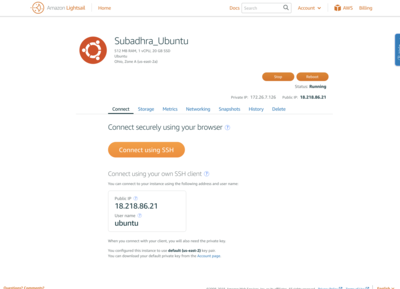 Amazon Lightsail
Home
Docs
Search
Account
AWS
Billing
Subadhra_Ubuntu
512 MB RAM, 1 vCPU, 20 GB SSD
Ubuntu
Ohio, Zone A (us-east-2a)
Stop
Reboot
Status: Running
Private IP: 172.26.7.135 Public IP: 18.218.86.21
Connect Storage Metrics Networking Snapshots History Delete
Connect securely using your browser ?
Connect using SSH
Connect using your own SSH client ?
You can connect to your instance using the following address and user name:
Public IP ?
18.218.86.21
User name ?
ubuntu
When you connect with your client, you will also need the private key.
You configured this instance to use default (us-east-2) key pair.
You can download your default private key from the Account page.
Questions? Comments?